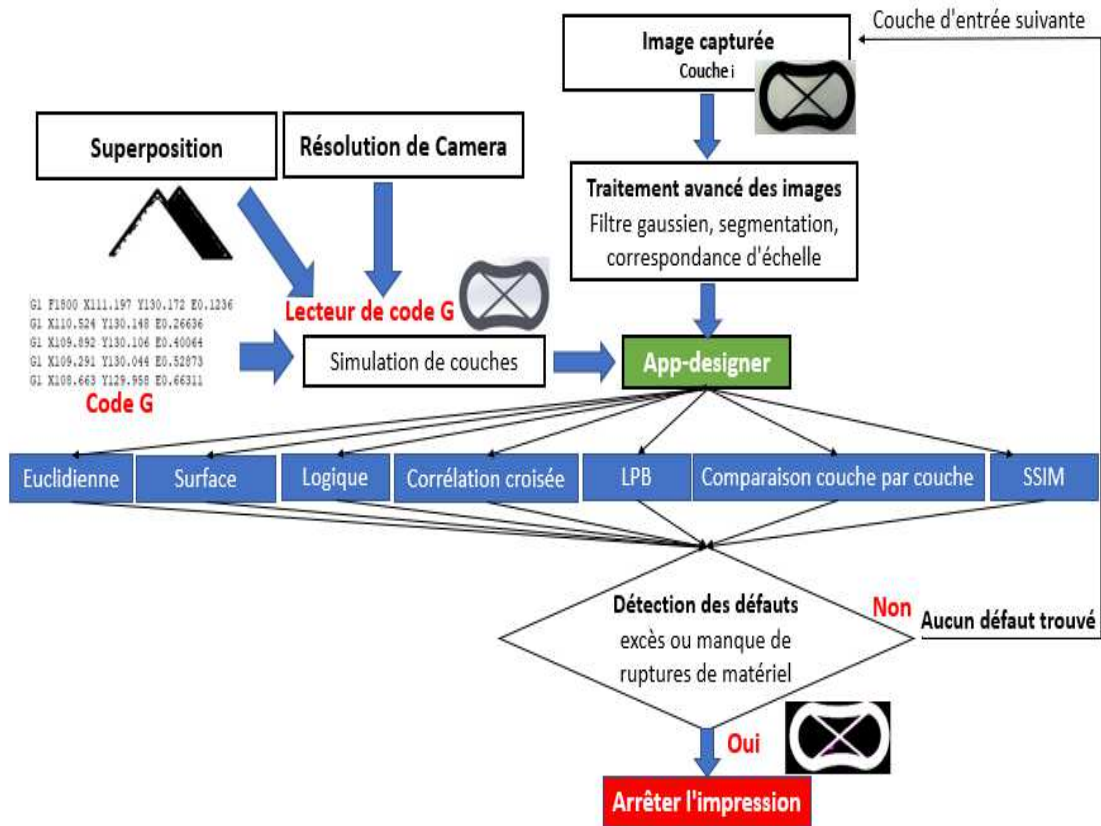 Couche d'entrée suivante
Image capturée
Couche i
Superposition
Résolution de Camera
Traitement avancé des images
Filtre gaussien, segmentation,
correspondance d'échelle
G1 F1800 X111.197 Y130.172 E0.1236
G1 X110.524 Y130.148 E0.26636
G1 X109.892 Y130.106 E0.40064
G1 X109.291 Y130.044 E0.52873
G1 X108.663 Y129.958 E0.66311
Code G
Lecteur de code G
Simulation de couches
App-designer
Euclidienne
Surface
Logique
Corrélation croisée
LPB
Comparaison couche par couche
SSIM
Détection des défauts
excès ou manque de
ruptures de matériel
Non
Aucun défaut trouvé
Oui
Arrêter l'impression